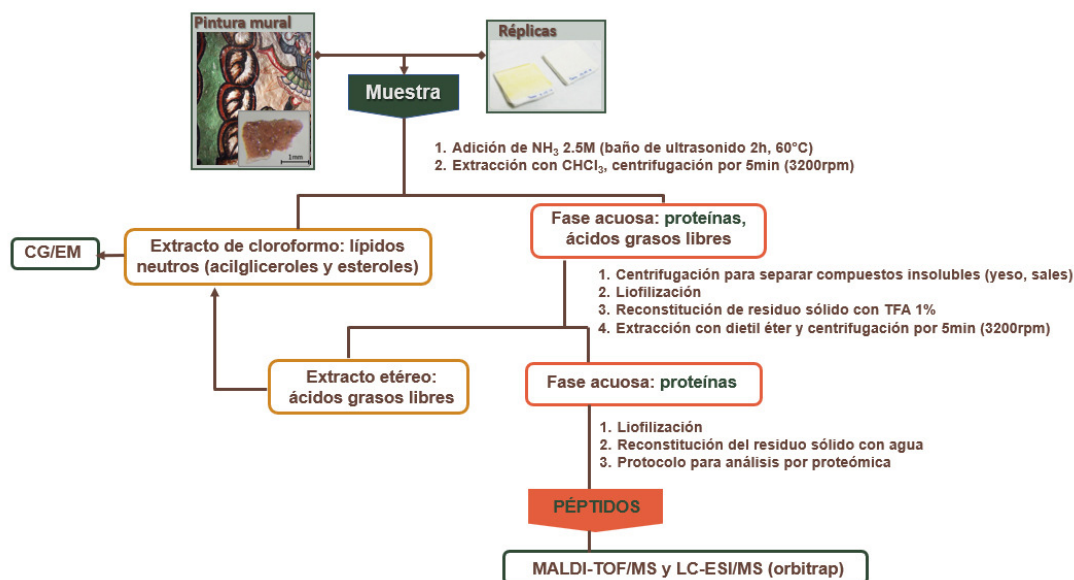 Pintura mural
Réplicas
1mm
Muestra
1. Adición de NH₃ 2.5M (baño de ultrasonido 2h, 60°C)
2. Extracción con CHCl₃, centrifugación por 5min (3200rpm)
CG/EM
Extracto de cloroformo: lípidos
neutros (acilgliceroles y esteroles)
Fase acuosa: proteínas,
ácidos grasos libres
1. Centrifugación para separar compuestos insolubles (yeso, sales)
2. Liofilización
3. Reconstitución de residuo sólido con TFA 1%
4. Extracción con dietil éter y centrifugación por 5min (3200rpm)
Extracto etéreo:
ácidos grasos libres
Fase acuosa: proteínas
1. Liofilización
2. Reconstitución del residuo sólido con agua
3. Protocolo para análisis por proteómica
PÉPTIDOS
MALDI-TOF/MS y LC-ESI/MS (orbitrap)